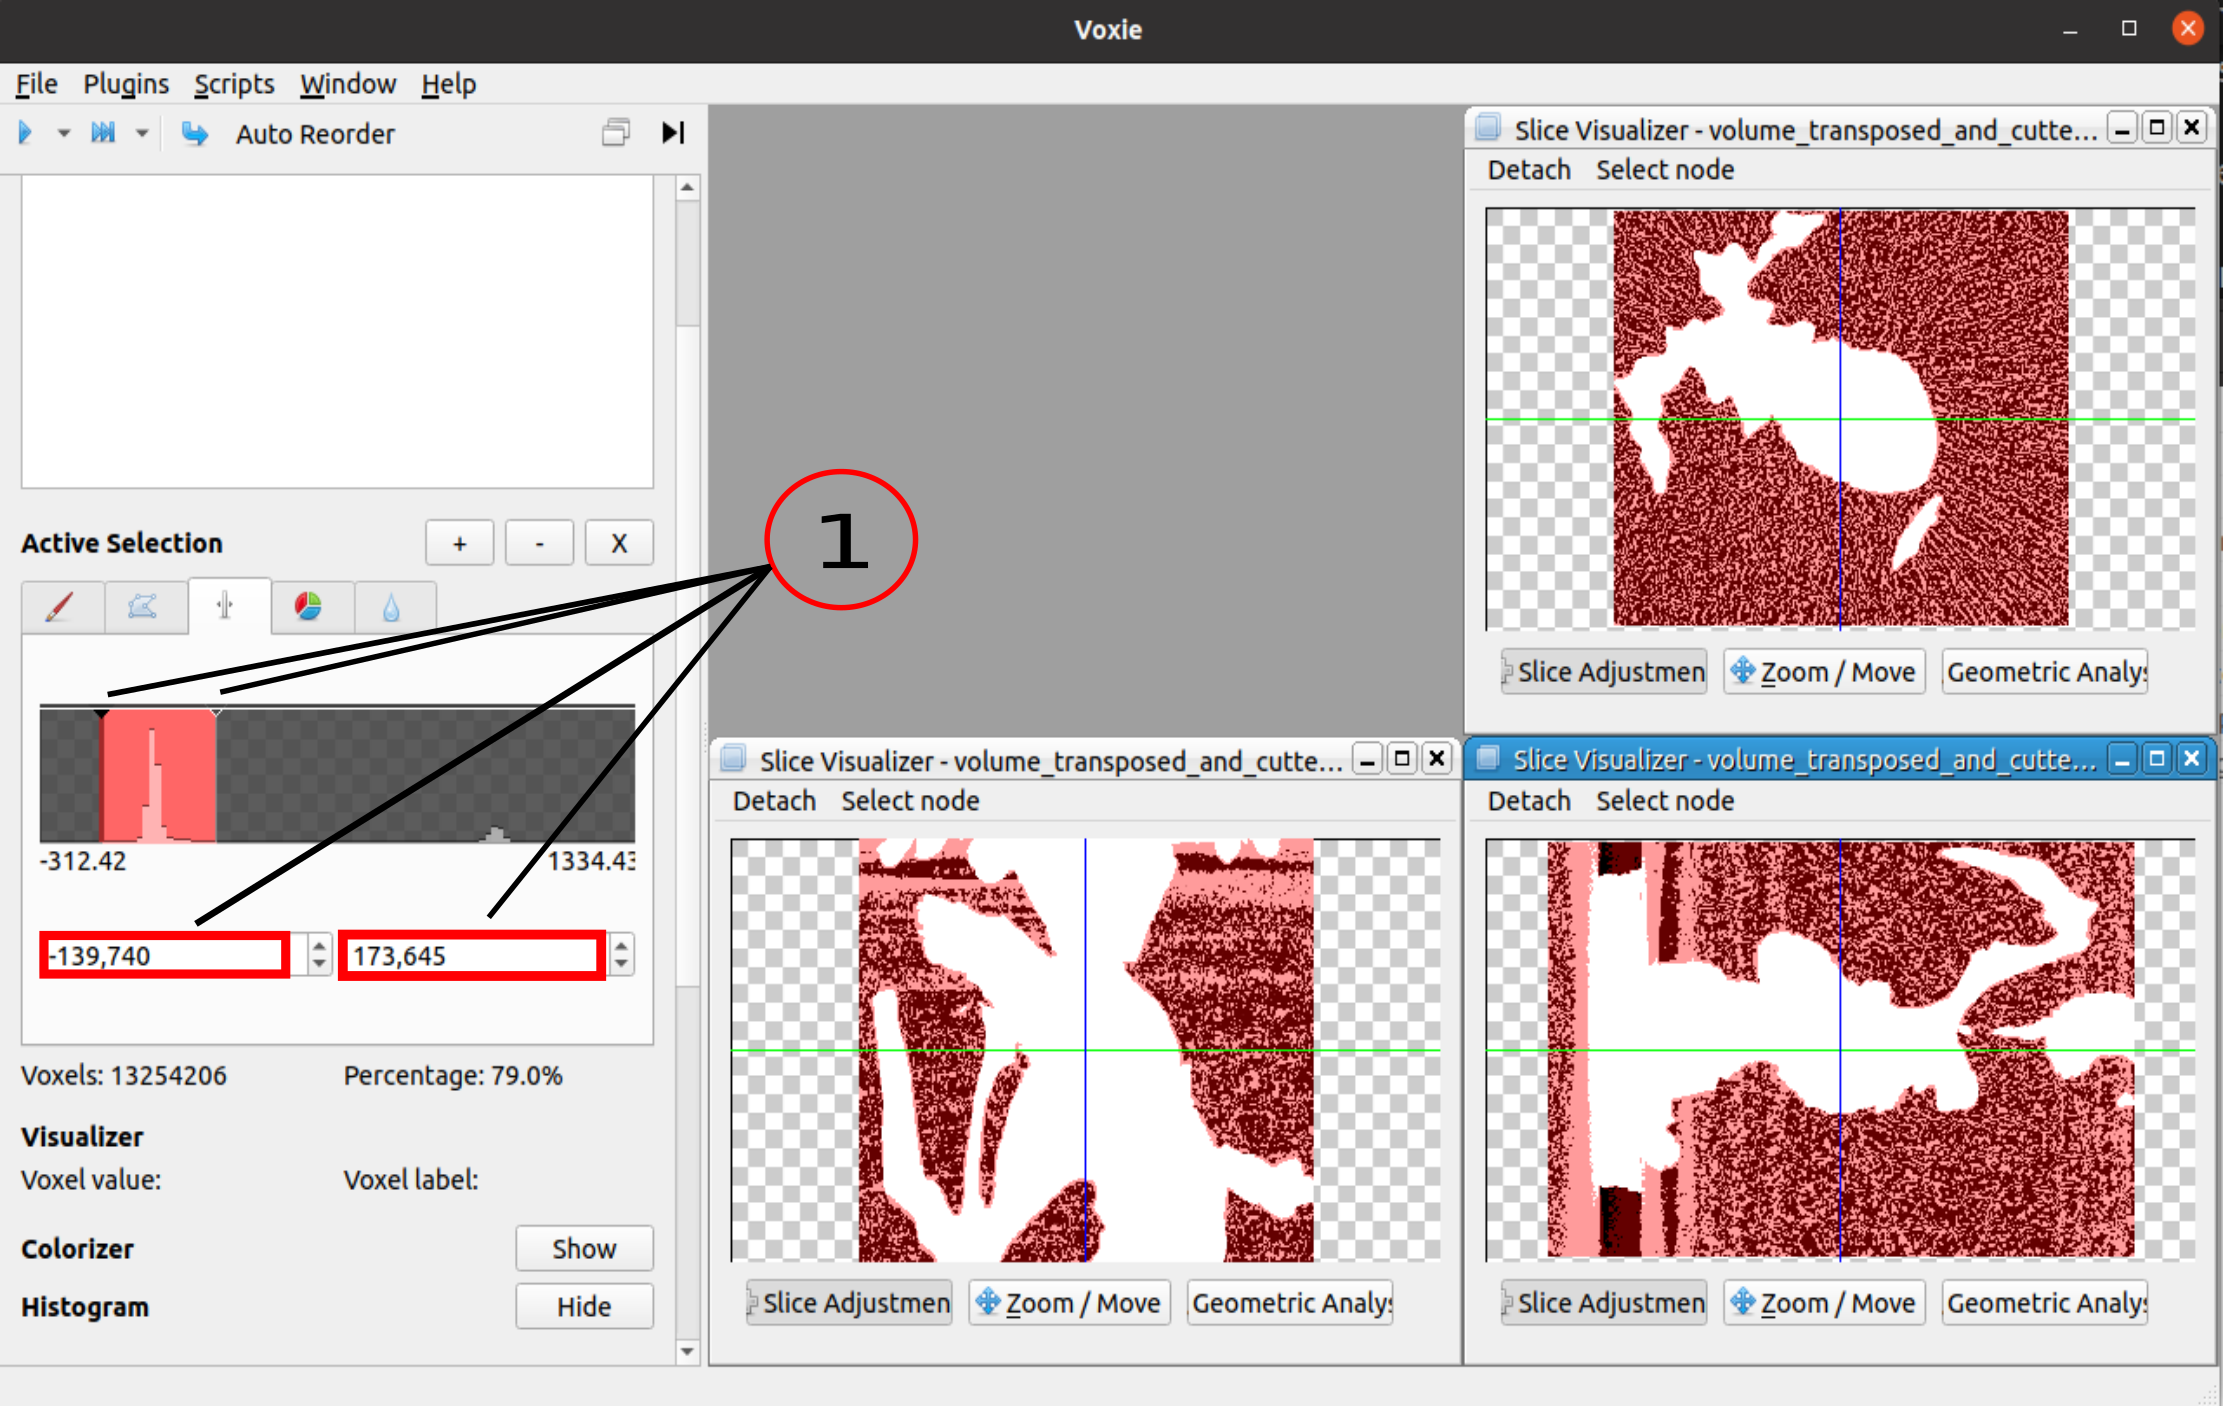 Voxie
File Plugins Scripts Window Help
Auto Reorder
Active Selection
+ - X
-312.42 1334.43
-139,740 173,645
Voxels: 13254206 Percentage: 79.0%
Visualizer
Voxel value: Voxel label:
Colorizer Show
Histogram Hide
1
Slice Visualizer - volume_transposed_and_cutte...
Detach Select node
Slice Adjustmen Zoom / Move Geometric Analy
Slice Visualizer - volume_transposed_and_cutte...
Detach Select node
Slice Adjustmen Zoom / Move Geometric Analy
Slice Visualizer - volume_transposed_and_cutte...
Detach Select node
Slice Adjustmen Zoom / Move Geometric Analy